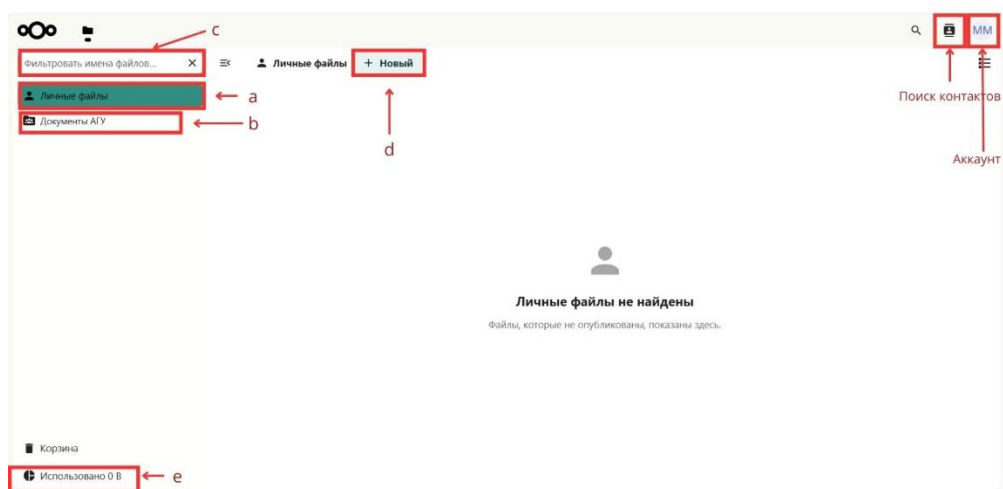 c
MM
Фильтровать имена файлов...
Личные файлы
+ Новый
Личные файлы
a
Поиск контактов
Документы АГУ
b
d
Аккаунт
Личные файлы не найдены
Файлы, которые не опубликованы, показаны здесь.
Корзина
Использовано 0 B
e